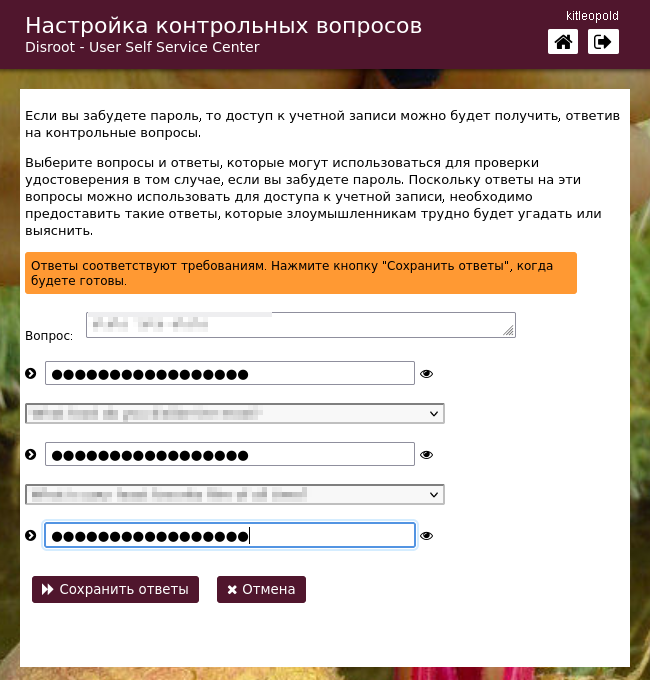 Настройка контрольных вопросов
Disroot - User Self Service Center
kitleopold
Если вы забудете пароль, то доступ к учетной записи можно будет получить, ответив
на контрольные вопросы.
Выберите вопросы и ответы, которые могут использоваться для проверки
удостоверения в том случае, если вы забудете пароль. Поскольку ответы на эти
вопросы можно использовать для доступа к учетной записи, необходимо
предоставить такие ответы, которые злоумышленникам трудно будет угадать или
выяснить.
Ответы соответствуют требованиям. Нажмите кнопку "Сохранить ответы", когда
будете готовы.
Вопрос:
Сохранить ответы
Отмена